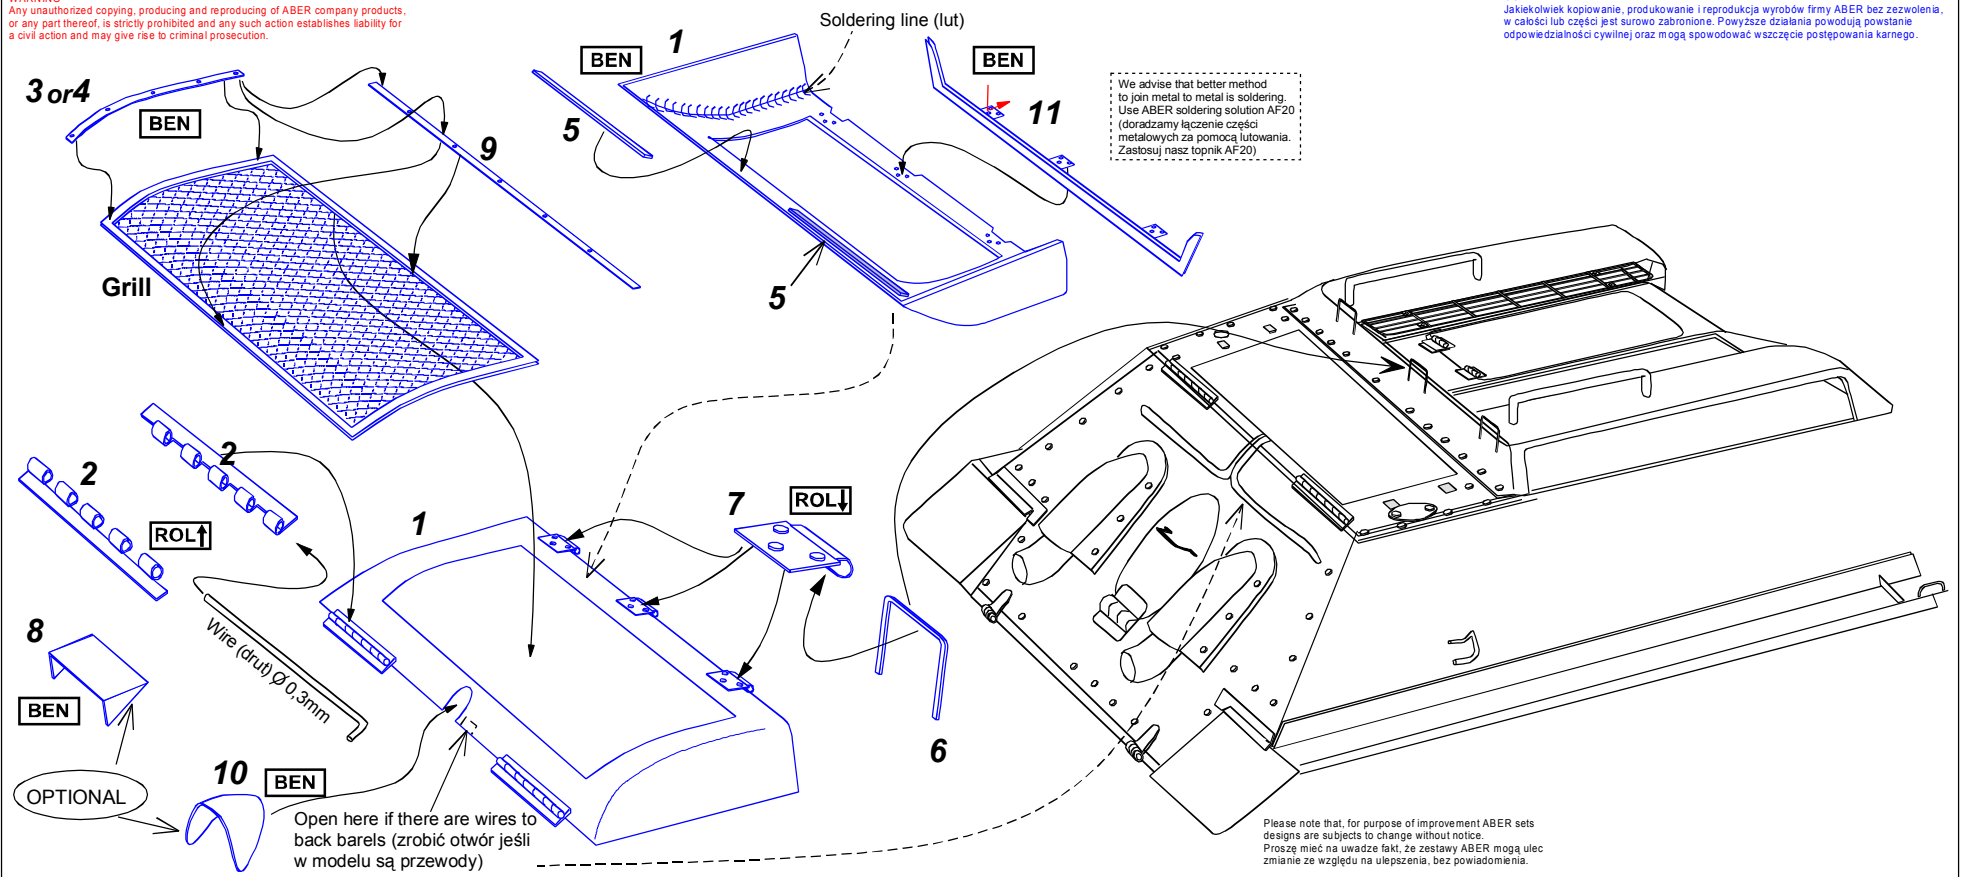 WARNING
Any unauthorized copying, producing and reproducing of ABER company products,
or any part thereof, is strictly prohibited and any such action establishes liability for
a civil action and may give rise to criminal prosecution.
Jakiekolwiek kopiowanie, produkowanie i reprodukcja wyrobów firmy ABER bez zezwolenia,
w całości lub części jest surowo zabronione. Powyższe działania powodują powstanie
odpowiedzialności cywilnej oraz mogą spowodować wszczęcie postępowania karnego.
Soldering line (lut)
1
BEN
BEN
3 or 4
BEN
5
9
11
We advise that better method
to join metal to metal is soldering.
Use ABER soldering solution AF20
(doradzamy łączenie części
metalowych za pomocą lutowania.
Zastosuj nasz topnik AF20)
Grill
5
2
2
ROL↑
1
7
ROL↓
8
BEN
Wire (drut) Ø 0,3mm
6
OPTIONAL
10
BEN
Open here if there are wires to
back barels (zrobić otwór jeśli
w modelu są przewody)
Please note that, for purpose of improvement ABER sets
designs are subjects to change without notice.
Proszę mieć na uwadze fakt, że zestawy ABER mogą ulec
zmianie ze względu na ulepszenia, bez powiadomienia.